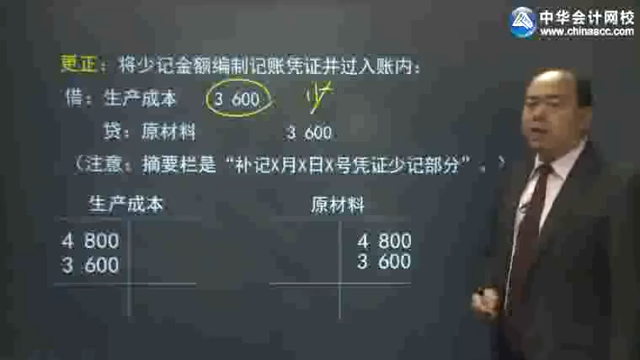 中华会计网校
www.chinaacc.com
更正：将少记金额编制记账凭证并过入账内：
借：生产成本 3 600 少
贷：原材料 3 600
（注意：摘要栏是“补记X月X日X号凭证少记部分”。）
生产成本 原材料
4 800 4 800
3 600 3 600